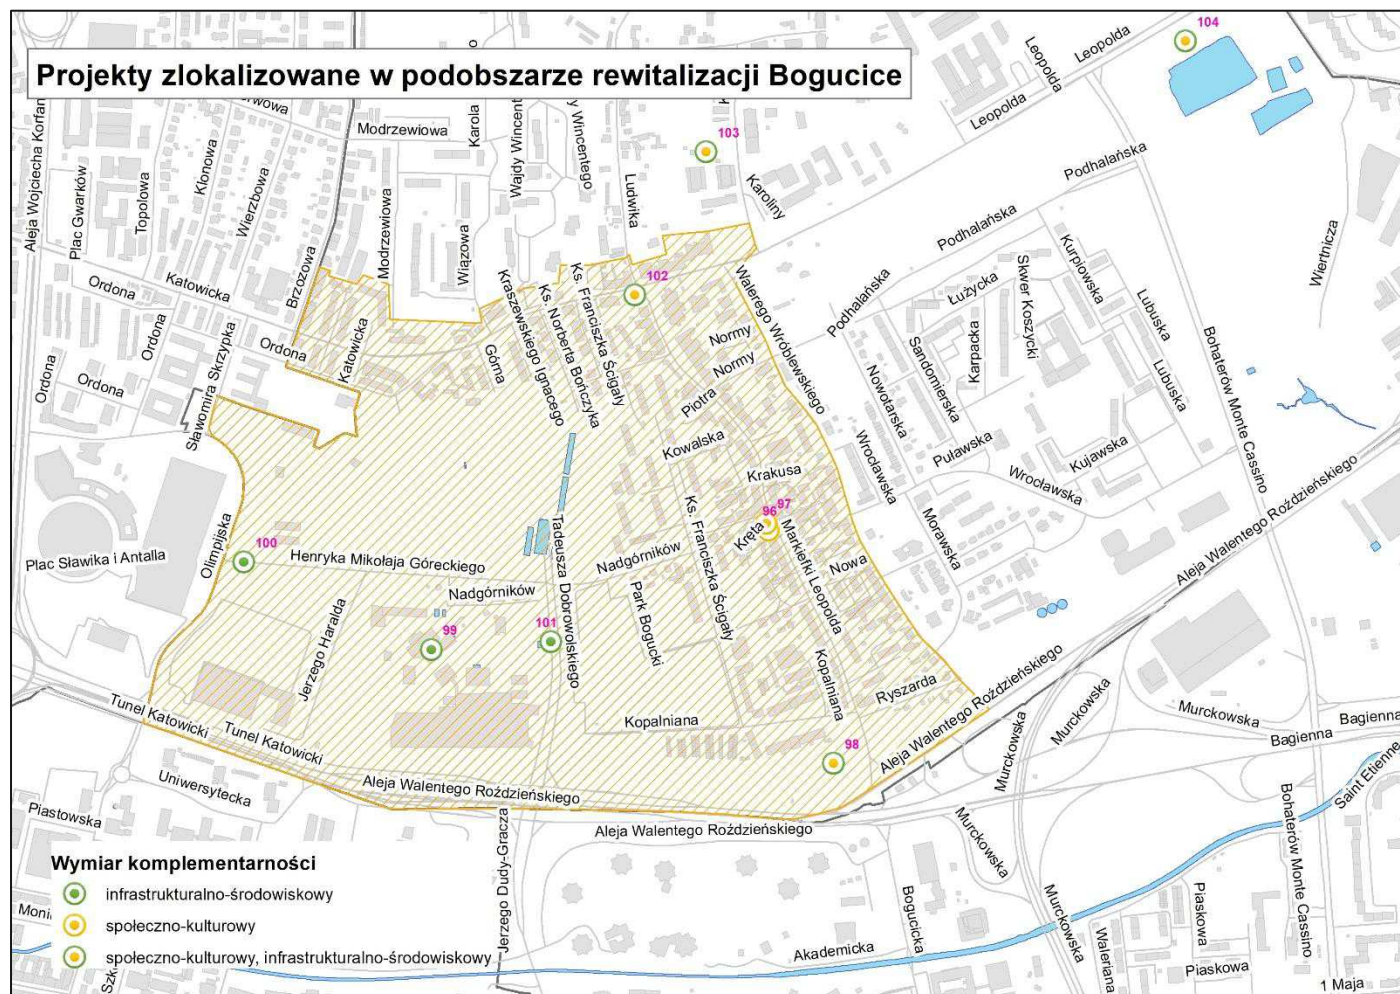 Projekty zlokalizowane w podobszarze rewitalizacji Bogucice
104
Leopolda
Leopolda
Leopolda
Aleja Wojciecha Korfan
Plac Gwarków
Topolowa
Klonowa
Wierzbowa
Modrzewiowa
Karola
Wajdy Wincent
y Wincentego
Ludwika
103
Karoliny
Podhalańska
Podhalańska
Podhalańska
Wiertnicza
Modrzewiowa
Wiązowa
Brzozowa
Katowicka
Ordona
Ordona
Ordona
Ordona
Ordona
Sławomira Skrzypka
Katowicka
Górna
Kraszewskiego Ignacego
Ks. Norberta Bończyka
Ks. Franciszka Ścigały
102
Walerego Wróblewskiego
Normy
Normy
Piotra
Kowalska
Krakusa
Łużycka
Skwer Koszycki
Kurpiowska
Lubuska
Lubuska
Karpacka
Sandomierska
Nowotarska
Puławska
Wrocławska
Wrocławska
Kujawska
Morawska
Bohaterów Monte Cassino
Aleja Walentego Roździeńskiego
Plac Sławika i Antalla
Olimpijska
100
Henryka Mikołaja Góreckiego
Tadeusza Dobrowolskiego
Nadgórników
Nadgórników
Ks. Franciszka Ścigały
Park Bogucki
96
97
Kręta
Markiefki Leopolda
Nowa
Jerzego Haralda
99
101
Kopalniana
Kopalniana
Ryszarda
98
Aleja Walentego Roździeńskiego
Tunel Katowicki
Tunel Katowicki
Aleja Walentego Roździeńskiego
Aleja Walentego Roździeńskiego
Uniwersytecka
Piastowska
Jerzego Dudy-Gracza
Murckowska
Murckowska
Murckowska
Murckowska
Murckowska
Bagienna
Bagienna
Saint Etienne
Bohaterów Monte Cassino
Bogucicka
Akademicka
Piaskowa
Piaskowa
Waleriana
1 Maja
Wymiar komplementarności
infrastrukturalno-środowiskowy
społeczno-kulturowy
społeczno-kulturowy, infrastrukturalno-środowiskowy